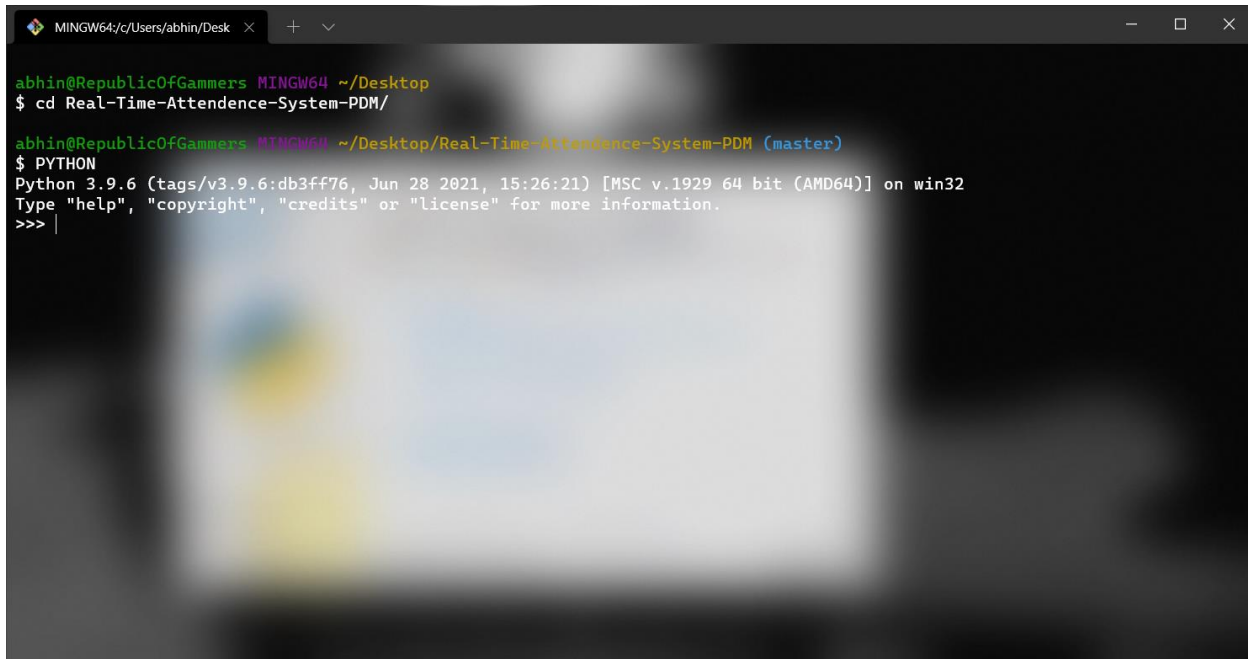 MINGW64:/c/Users/abhin/Desk
abhin@RepublicOfGammers MINGW64 ~/Desktop
$ cd Real-Time-Attendence-System-PDM/
abhin@RepublicOfGammers MINGW64 ~/Desktop/Real-Time-Attendence-System-PDM (master)
$ PYTHON
Python 3.9.6 (tags/v3.9.6:db3ff76, Jun 28 2021, 15:26:21) [MSC v.1929 64 bit (AMD64)] on win32
Type "help", "copyright", "credits" or "license" for more information.
>>>